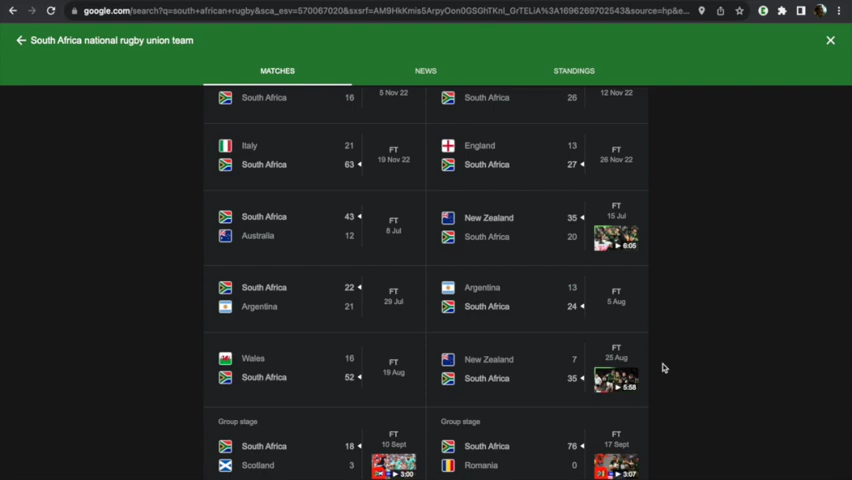 google.com/search?q=south+african+rugby&sca_esv=570067020&sxsrf=AM9HkKmis5ArpyOon0GSGhTKnl_GrTELiA%3A1696269702543&source=hp&e...
South Africa national rugby union team
MATCHES NEWS STANDINGS
South Africa 16
5 Nov 22
South Africa 26
12 Nov 22
Italy 21
South Africa 63
FT
19 Nov 22
England 13
South Africa 27
FT
26 Nov 22
South Africa 43
Australia 12
FT
8 Jul
New Zealand 35
South Africa 20
FT
15 Jul
6:05
South Africa 22
Argentina 21
FT
29 Jul
Argentina 13
South Africa 24
FT
5 Aug
Wales 16
South Africa 52
FT
19 Aug
New Zealand 7
South Africa 35
FT
25 Aug
5:58
Group stage
South Africa 18
Scotland 3
FT
10 Sept
3:00
Group stage
South Africa 76
Romania 0
FT
17 Sept
3:07